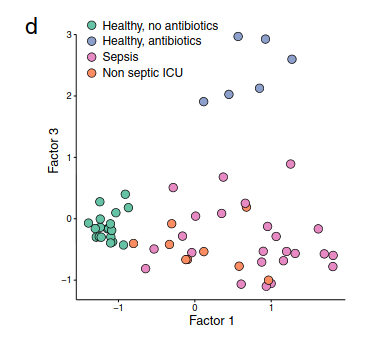 d
Healthy, no antibiotics
Healthy, antibiotics
Sepsis
Non septic ICU
Factor 3
3
2
1
0
−1
−1
0
1
Factor 1